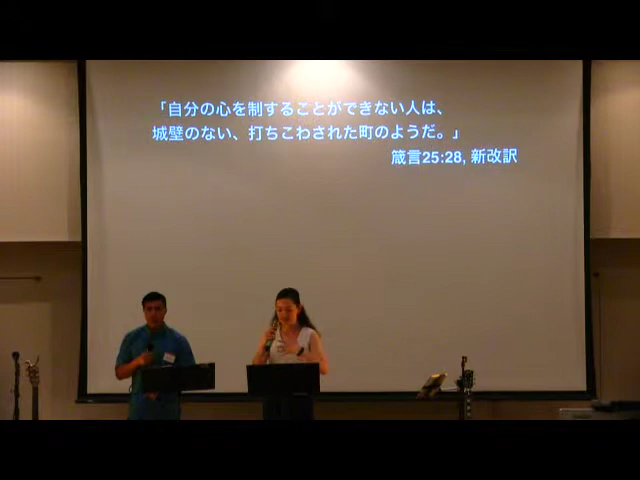 「自分の心を制することができない人は、
城壁のない、打ちこわされた町のようだ。」
箴言25:28, 新改訳